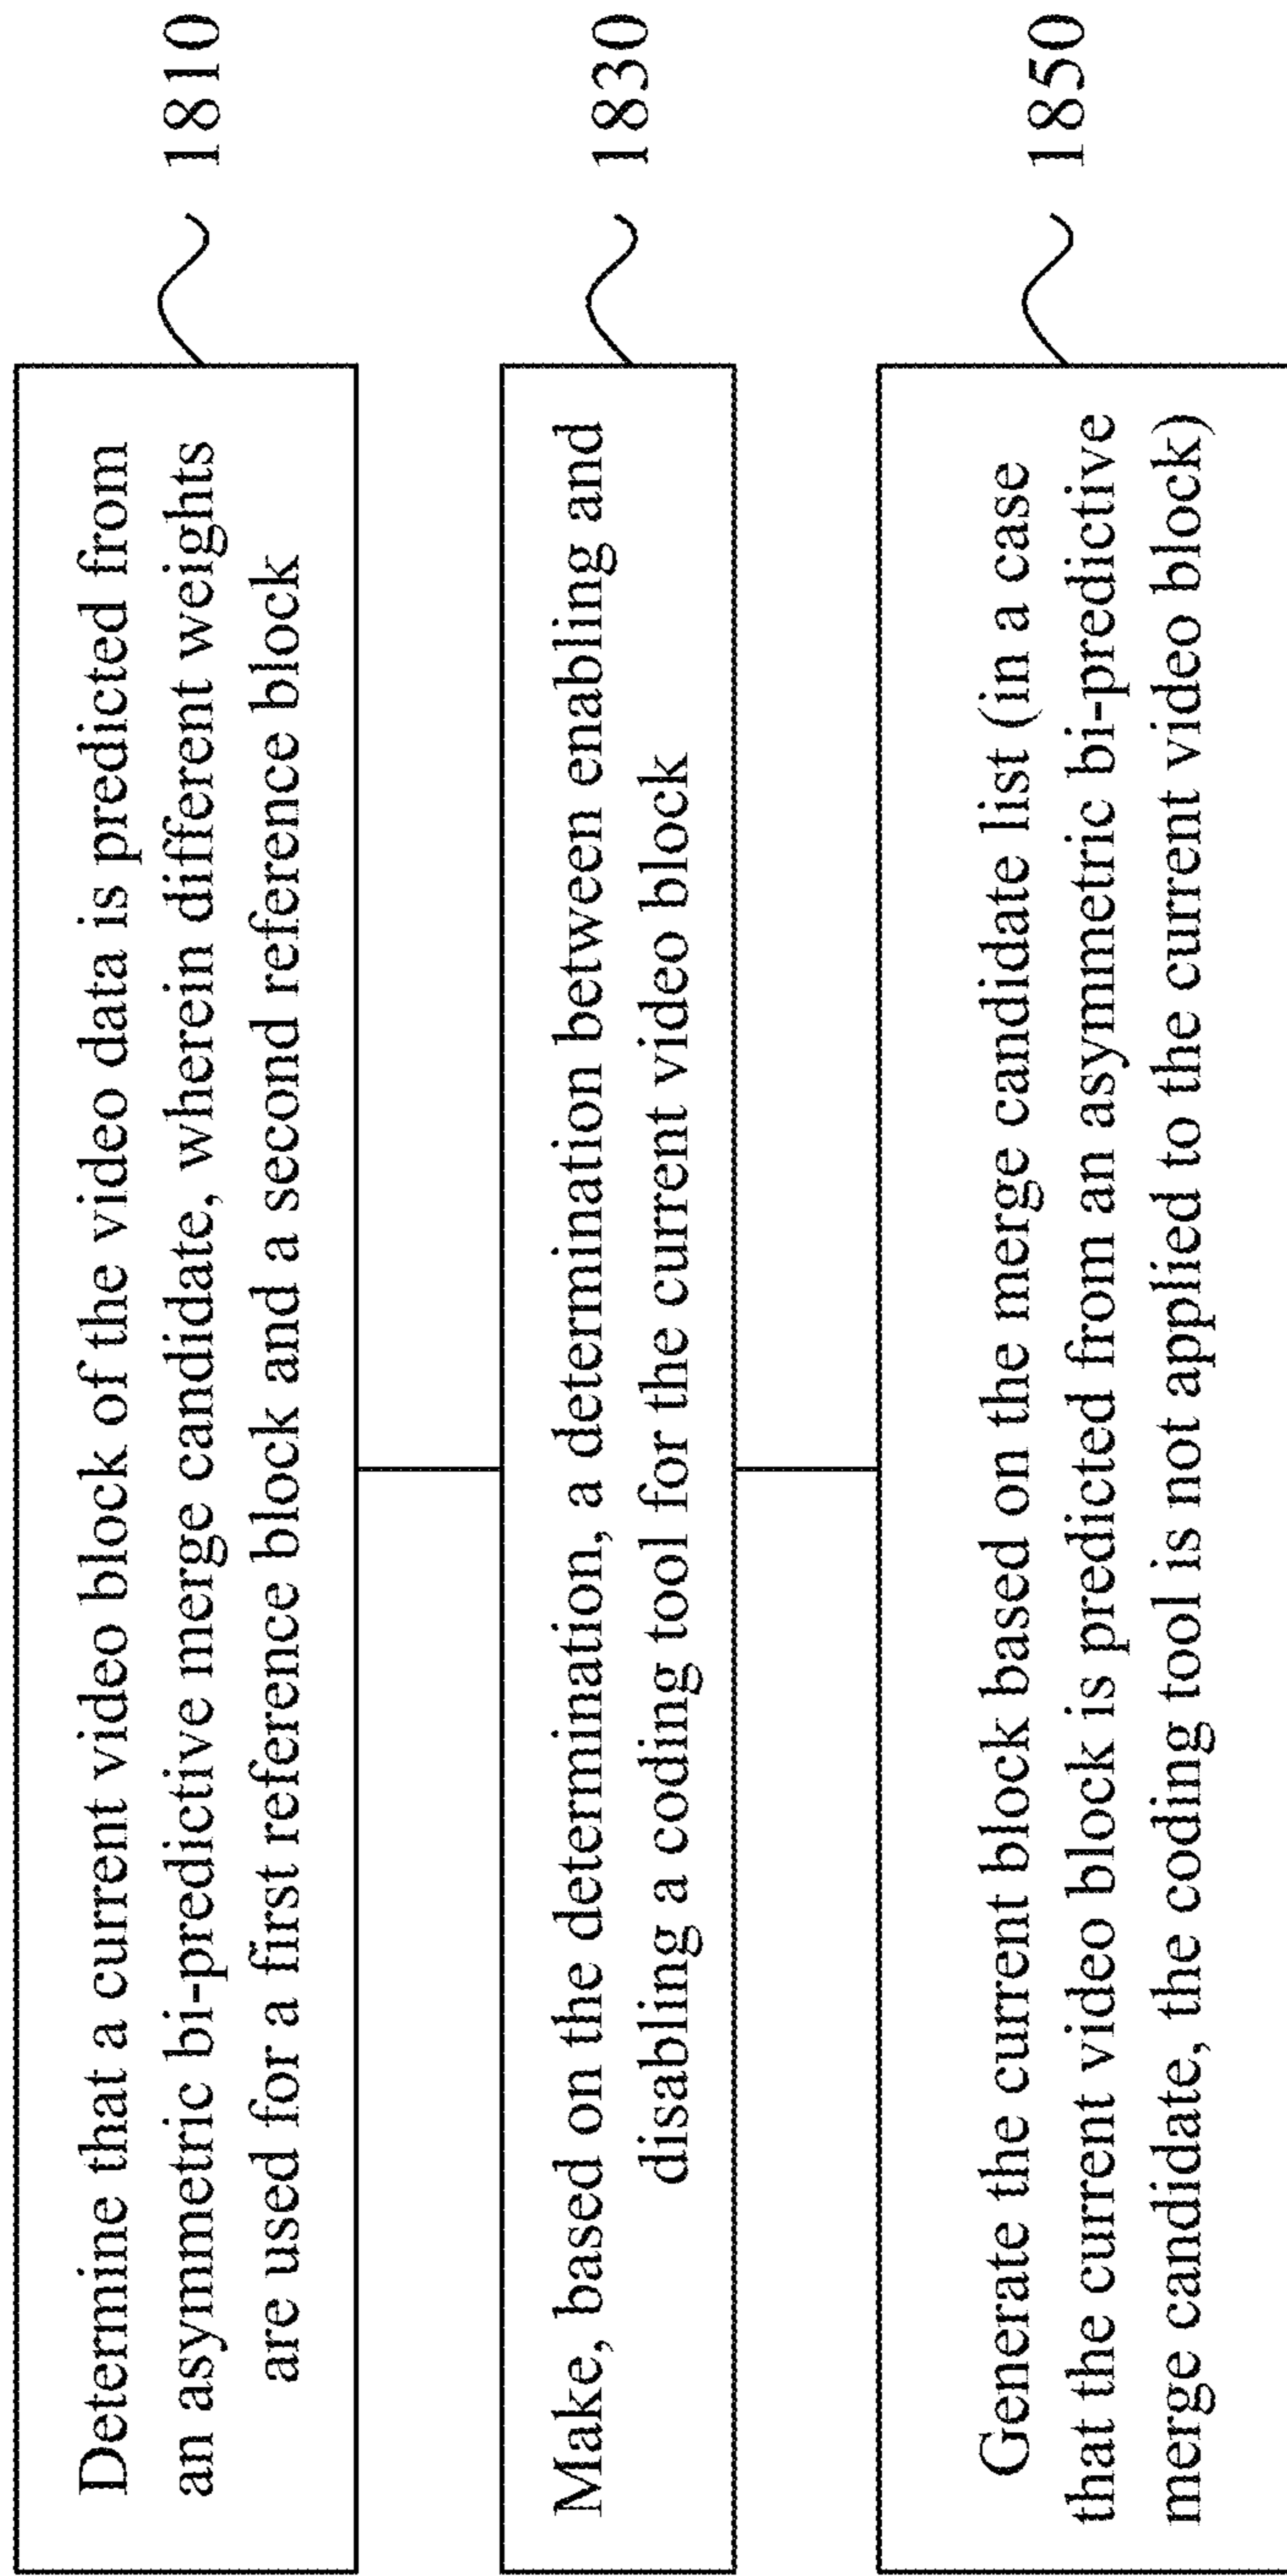 Determine that a current video block of the video data is predicted from
an asymmetric bi-predictive merge candidate, wherein different weights
are used for a first reference block and a second reference block
1810
Make, based on the determination, a determination between enabling and
disabling a coding tool for the current video block
1830
Generate the current block based on the merge candidate list (in a case
that the current video block is predicted from an asymmetric bi-predictive
merge candidate, the coding tool is not applied to the current video block)
1850